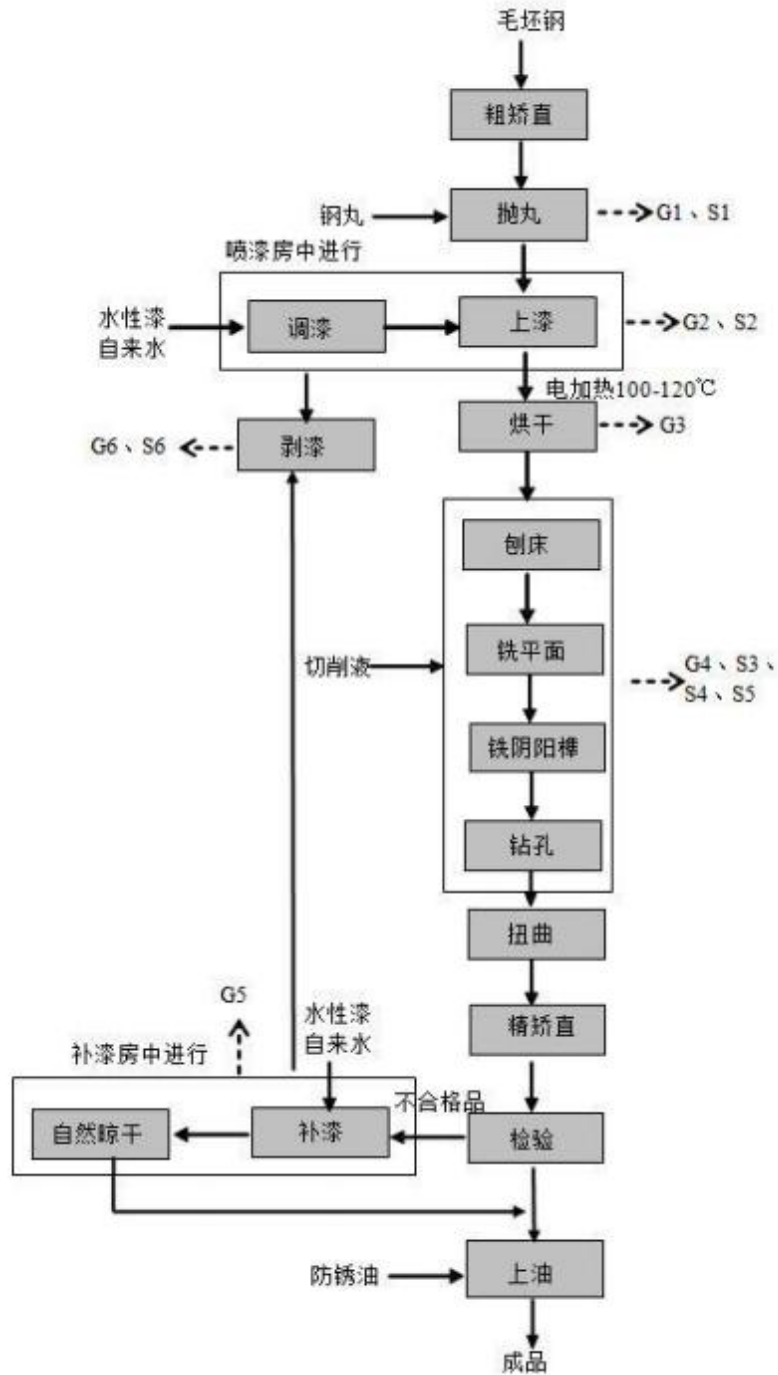 毛坯钢
粗矫直
钢丸
抛丸
G1、S1
喷漆房中进行
水性漆
自来水
调漆
上漆
G2、S2
电加热100-120℃
G6、S6
剥漆
烘干
G3
刨床
切削液
铣平面
G4、S3、
S4、S5
铣阴阳榫
钻孔
扭曲
G5
水性漆
自来水
精矫直
补漆房中进行
不合格品
自然晾干
补漆
检验
防锈油
上油
成品